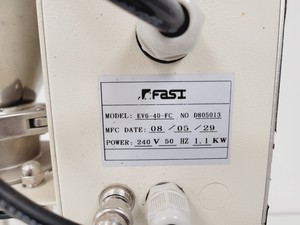 FASI
MODEL: EV6-40-FC NO 0805013
MFC DATE: 08 / 05 / 29
POWER: 240 V 50 HZ 1.1 KW